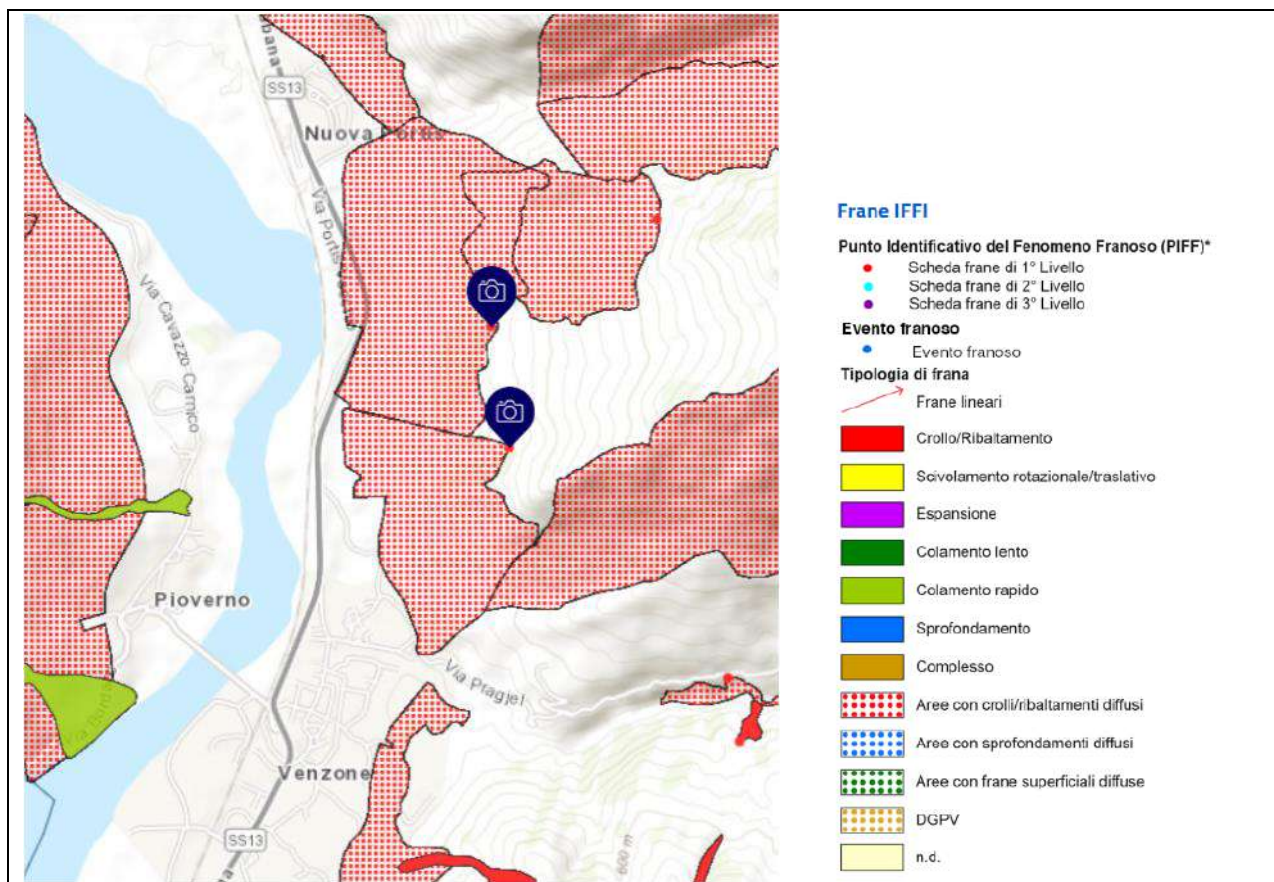 bbana
SS13
Nuova Portis
Via Portis
Via Cavazzo Carnico
Pioverno
Via Pragjel
Venzone
SS13
600 m
Frane IFFI
Punto Identificativo del Fenomeno Franoso (PIFF)*
Scheda frane di 1° Livello
Scheda frane di 2° Livello
Scheda frane di 3° Livello
Evento franoso
Evento franoso
Tipologia di frana
Frane lineari
Crollo/Ribaltamento
Scivolamento rotazionale/traslativo
Espansione
Colamento lento
Colamento rapido
Sprofondamento
Complesso
Aree con crolli/ribaltamenti diffusi
Aree con sprofondamenti diffusi
Aree con frane superficiali diffuse
DGPV
n.d.